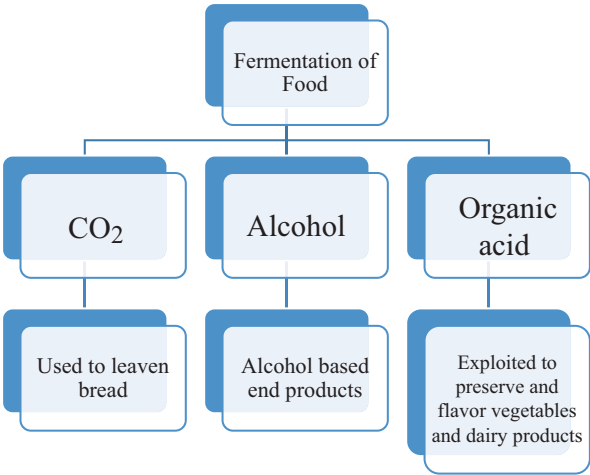 Fermentation of
Food
CO₂
Alcohol
Organic
acid
Used to leaven
bread
Alcohol based
end products
Exploited to
preserve and
flavor vegetables
and dairy products